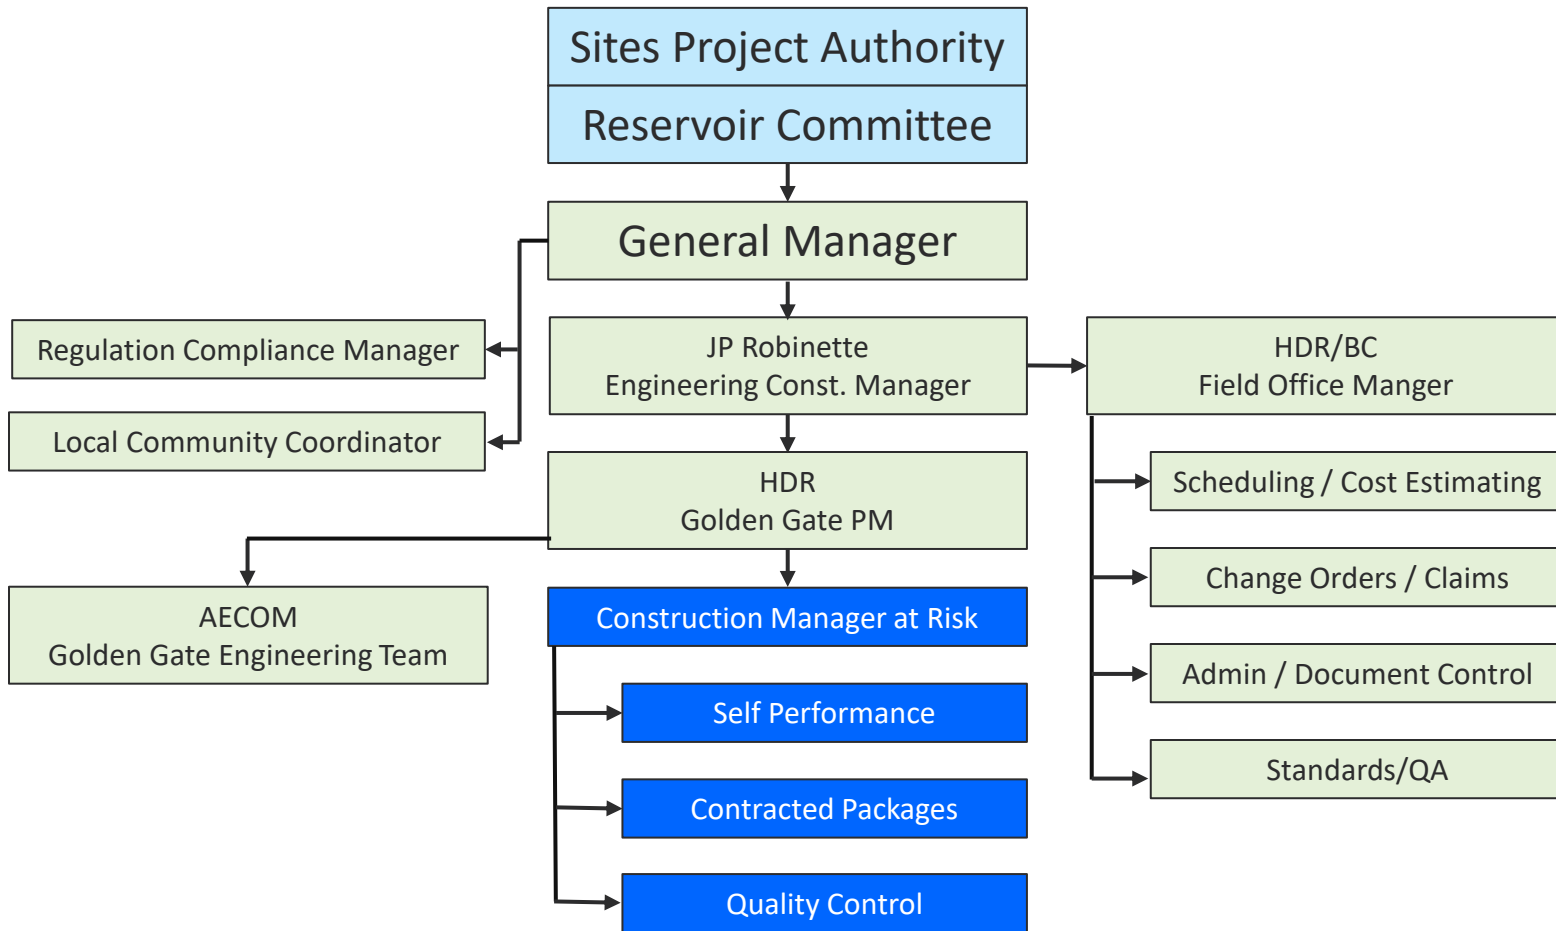 Sites Project Authority
Reservoir Committee
General Manager
Regulation Compliance Manager
Local Community Coordinator
JP Robinette
Engineering Const. Manager
HDR/BC
Field Office Manger
HDR
Golden Gate PM
Scheduling / Cost Estimating
Change Orders / Claims
Admin / Document Control
Standards/QA
AECOM
Golden Gate Engineering Team
Construction Manager at Risk
Self Performance
Contracted Packages
Quality Control